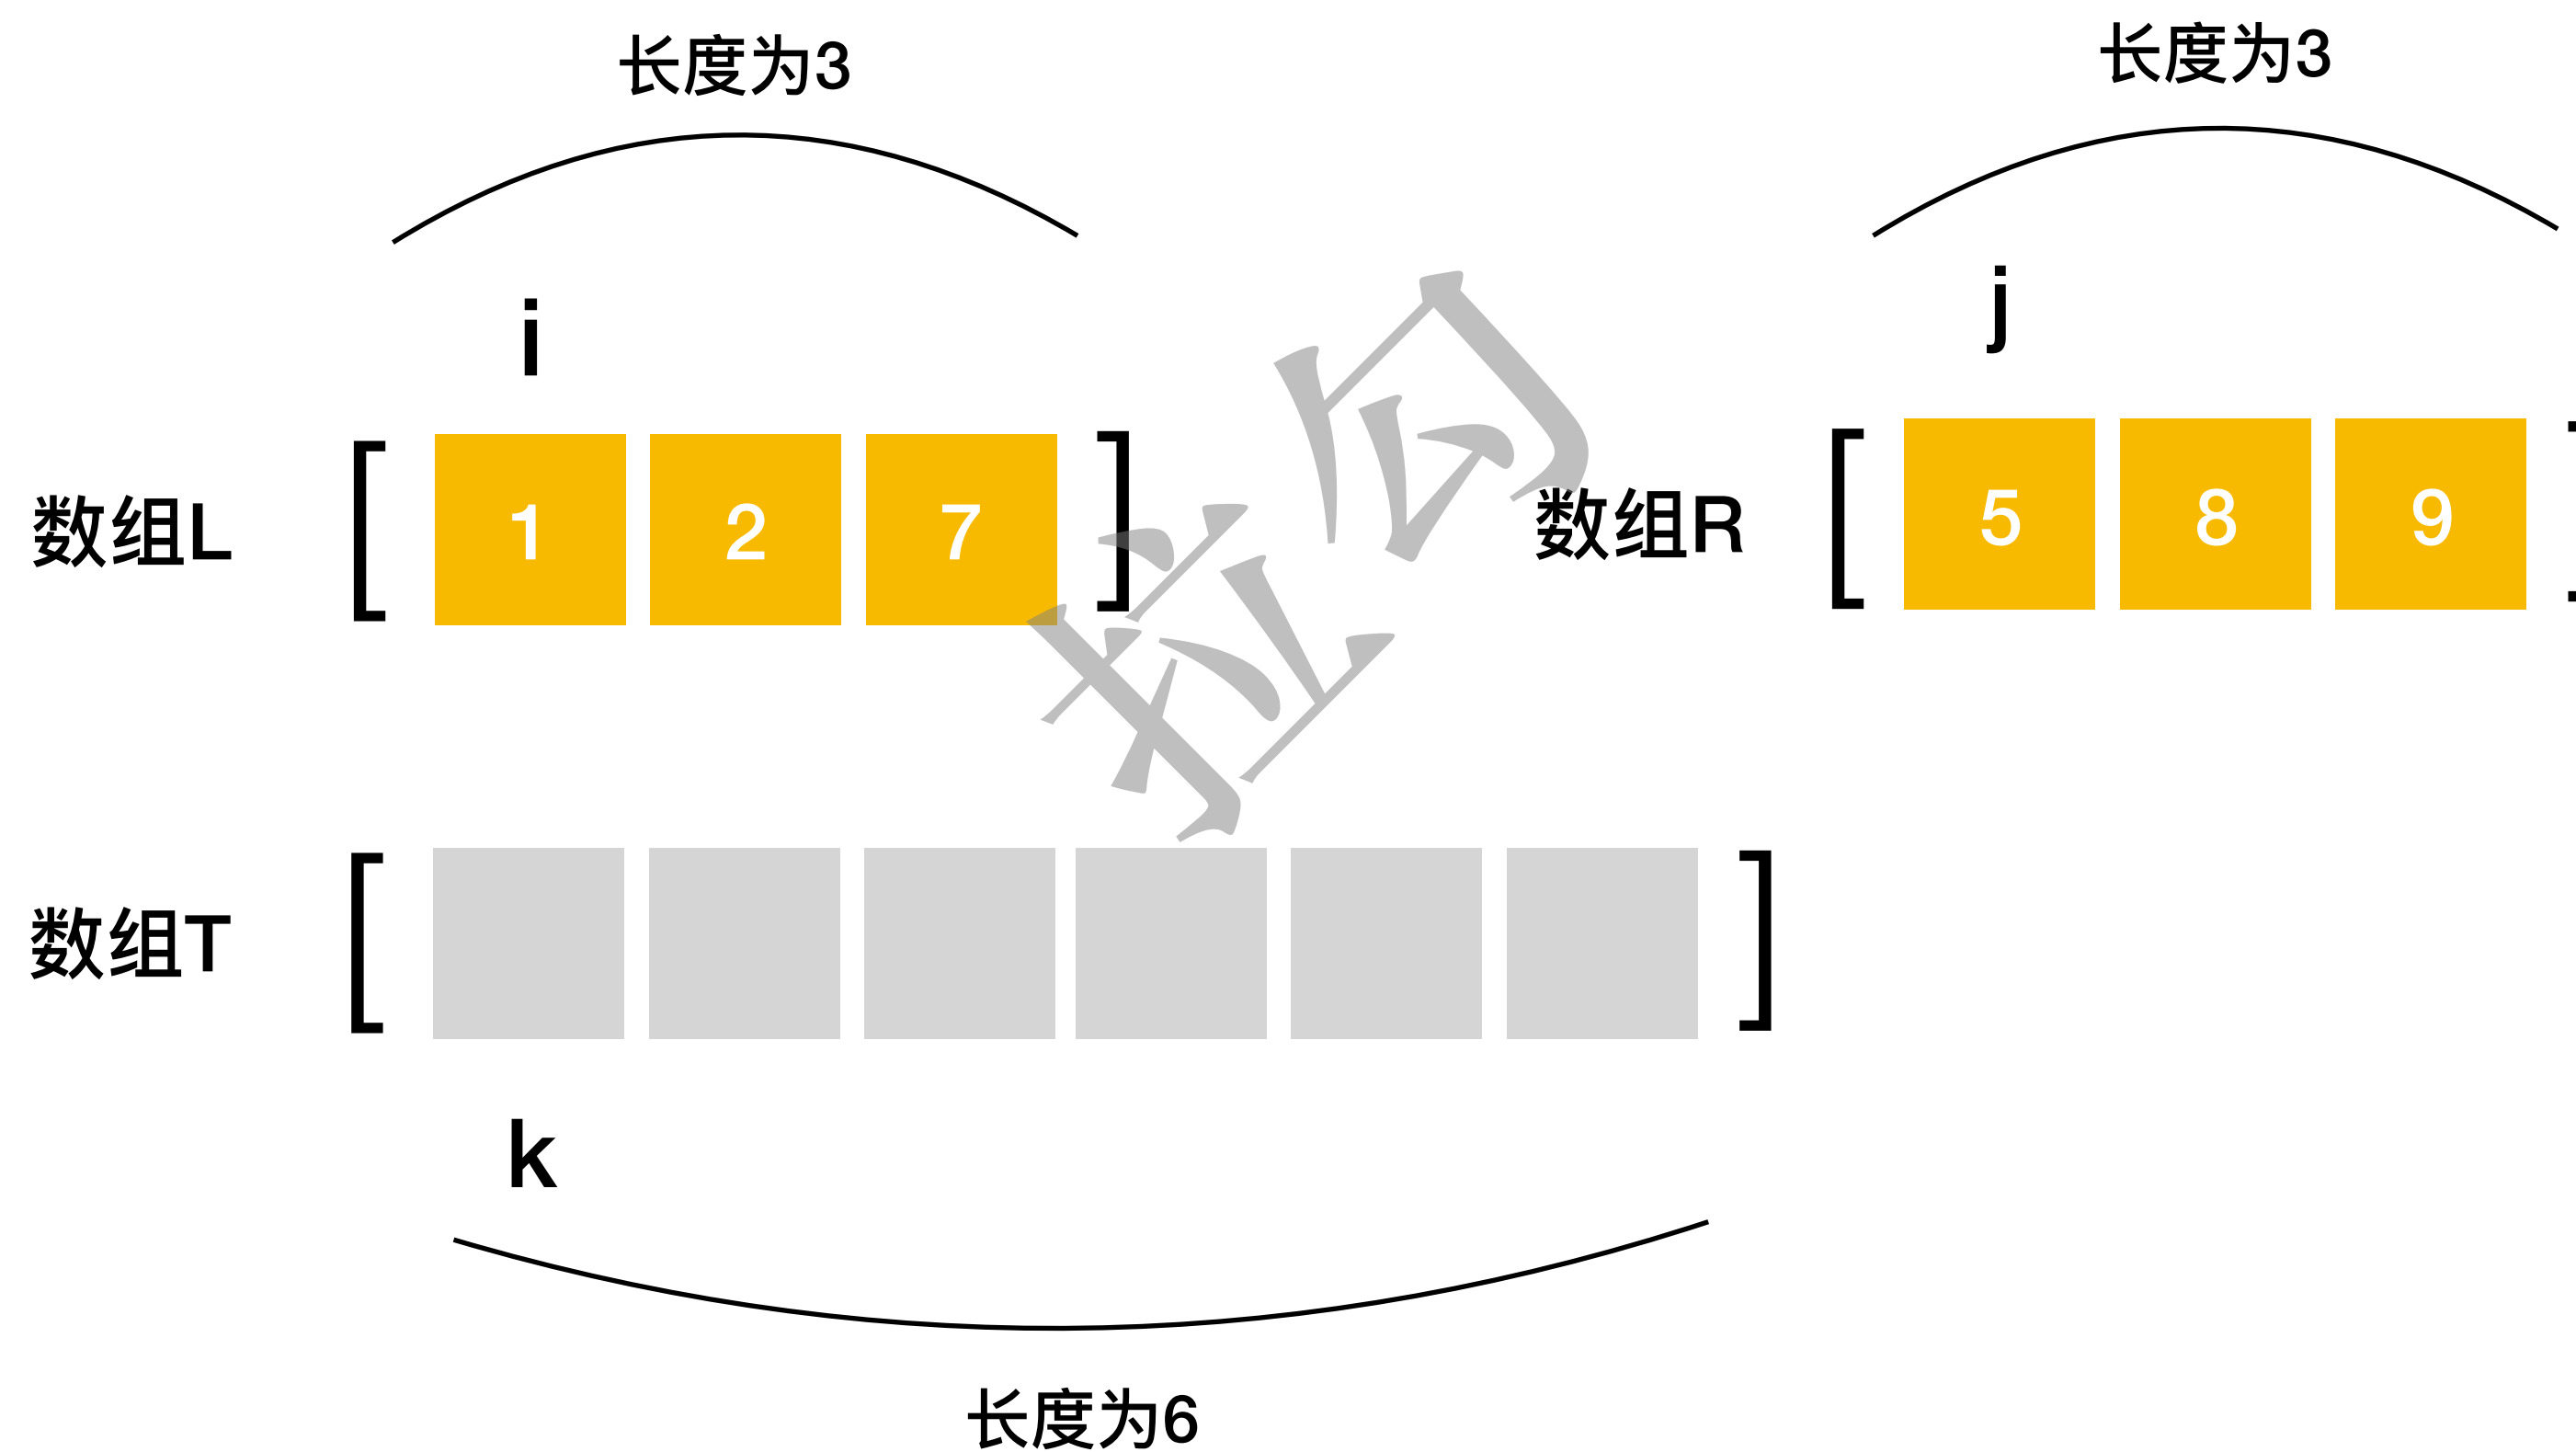 长度为3
长度为3
i
j
数组L [ 1 2 7 ]
数组R [ 5 8 9 ]
拉勾
数组T [ ]
k
长度为6